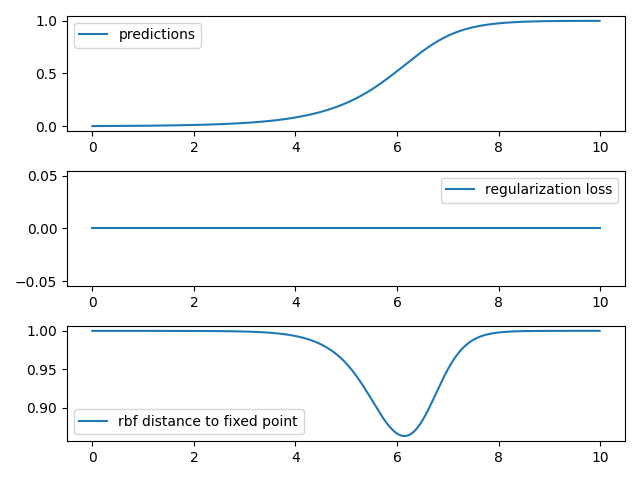 1.0
predictions
0.5
0.0
0 2 4 6 8 10
0.05
regularization loss
0.00
−0.05
0 2 4 6 8 10
1.00
0.95
0.90
rbf distance to fixed point
0 2 4 6 8 10